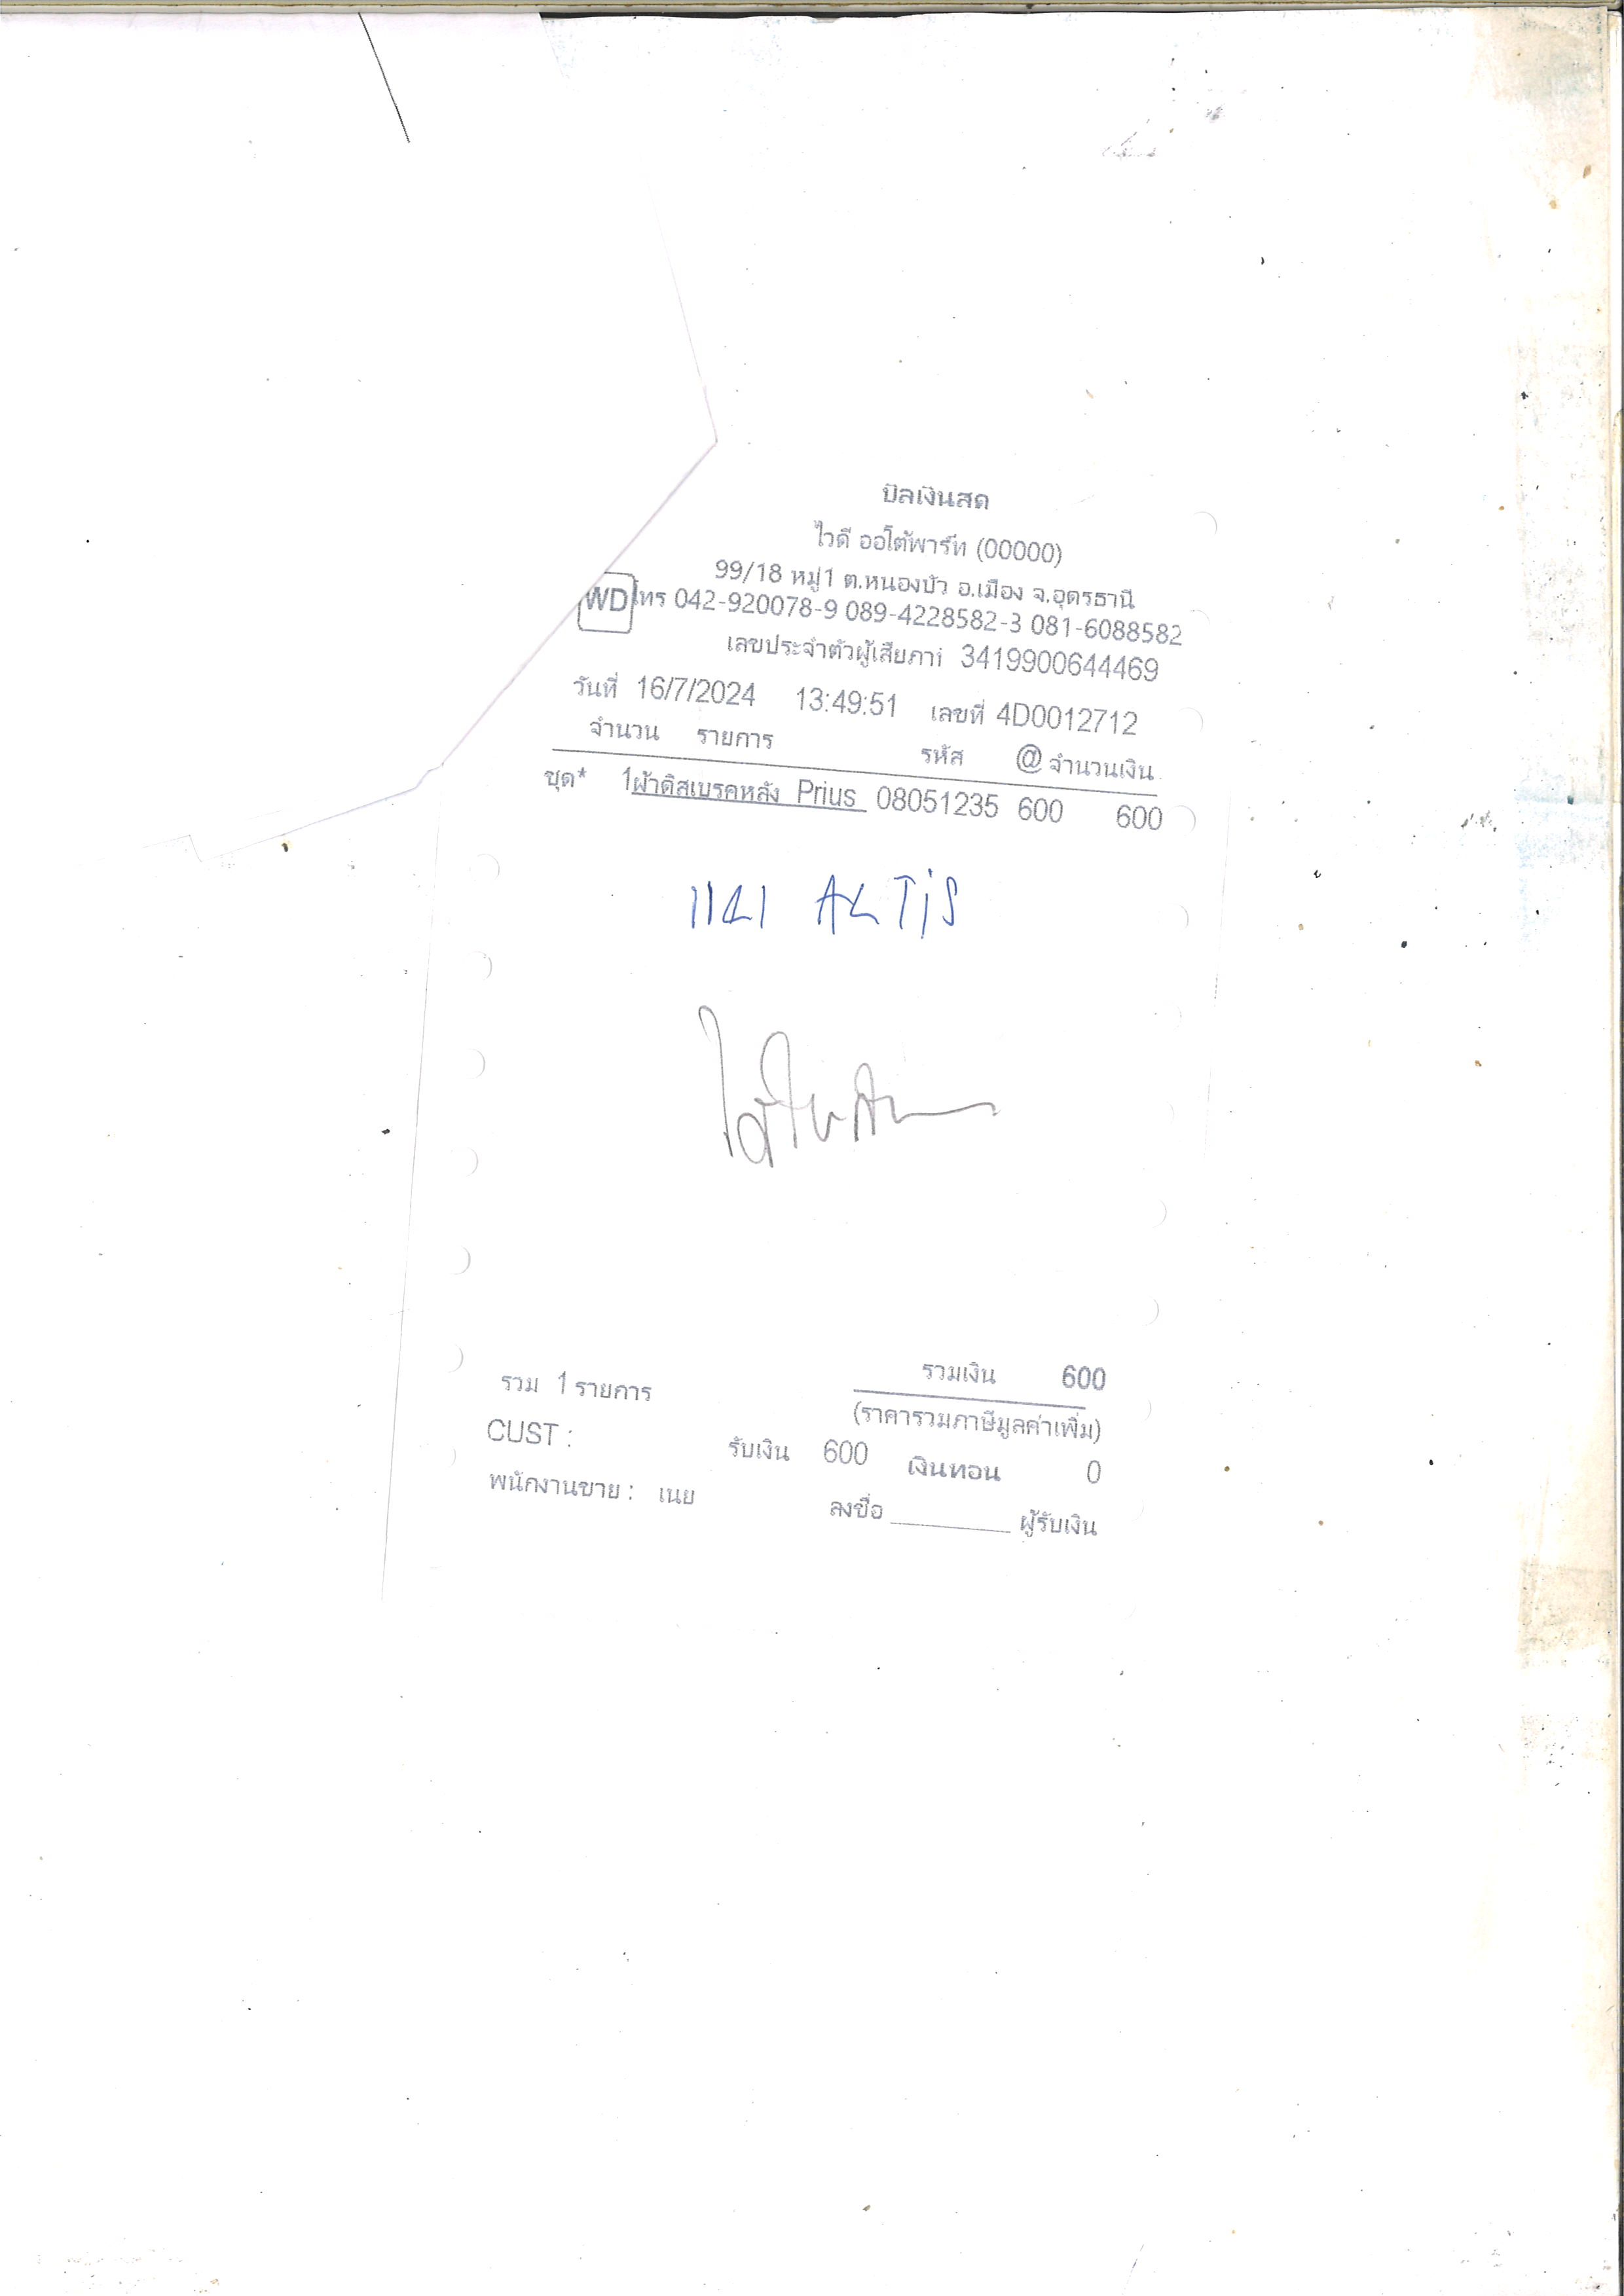 บิลเงินสด
ไวดี ออโต้พาร์ท (00000)
99/18 หมู่1 ต.หนองบัว อ.เมือง จ.อุดรธานี
WD โทร 042-920078-9 089-4228582-3 081-6088582
เลขประจำตัวผู้เสียภาi 3419900644469
วันที่ 16/7/2024 13:49:51 เลขที่ 4D0012712
จำนวน รายการ รหัส @ จำนวนเงิน
ชุด* 1 ผ้าดิสเบรคหลัง Prius 08051235 600 600
1141 ALTiS
รวมเงิน 600
รวม 1 รายการ
(ราคารวมภาษีมูลค่าเพิ่ม)
CUST : รับเงิน 600 เงินทอน 0
พนักงานขาย : เนย ลงชื่อ ผู้รับเงิน